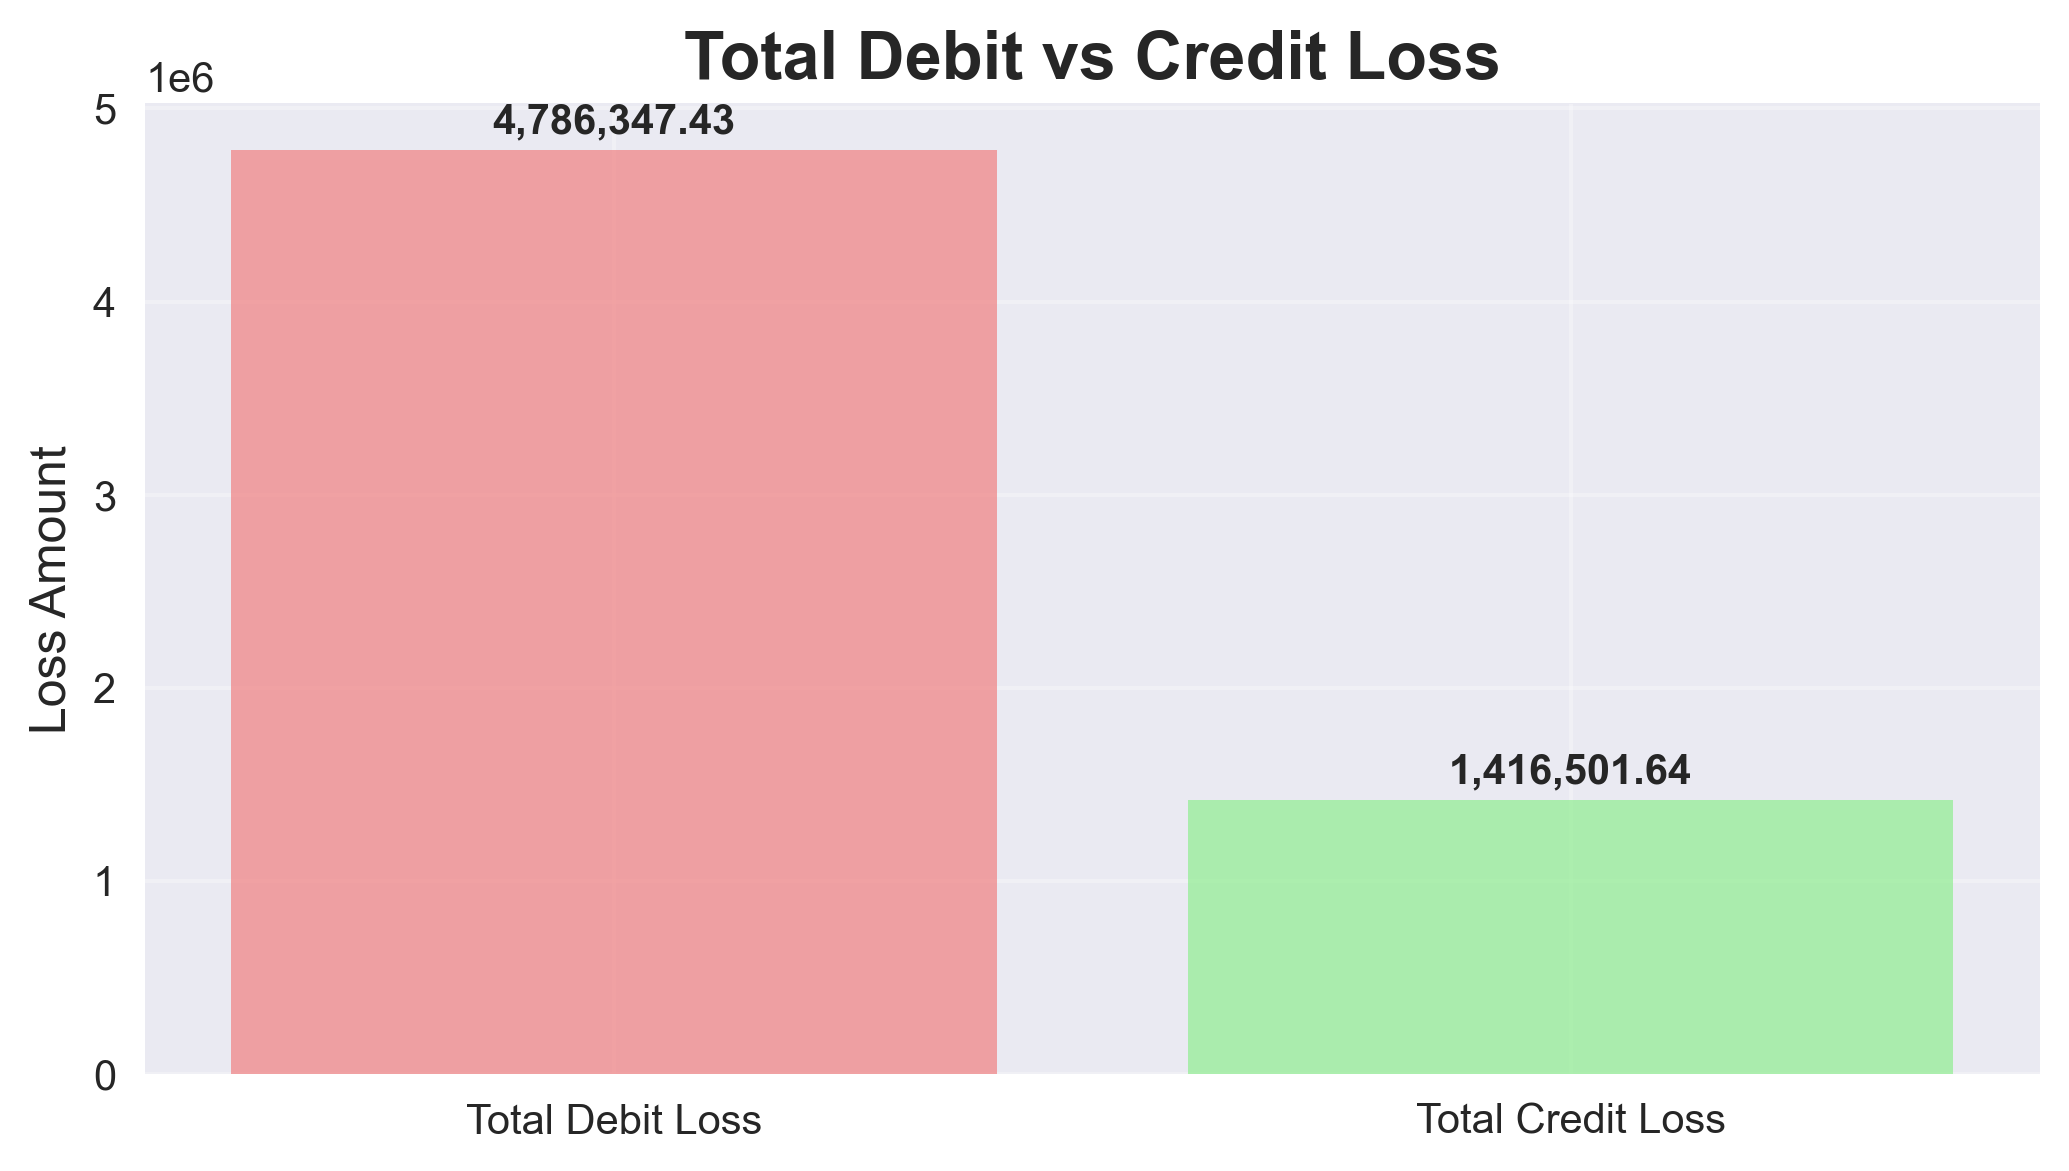 Total Debit vs Credit Loss
1e6
5
4,786,347.43
4
3
Loss Amount
2
1,416,501.64
1
0
Total Debit Loss
Total Credit Loss